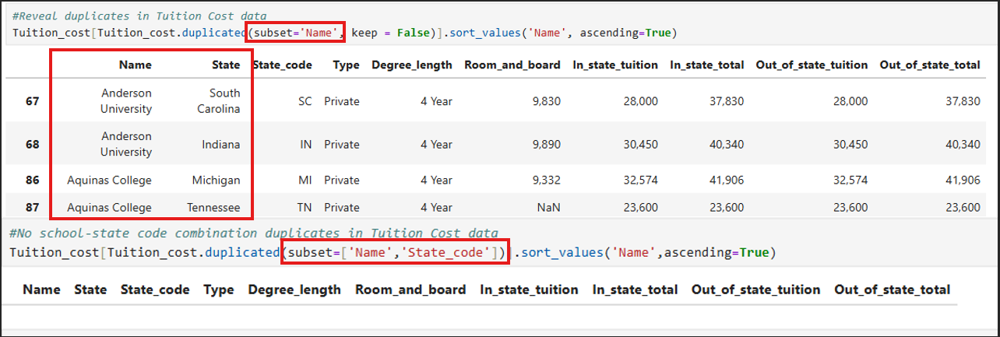 #Reveal duplicates in Tuition Cost data
Tuition_cost[Tuition_cost.duplicated(subset='Name', keep = False)].sort_values('Name', ascending=True)
Name State State_code Type Degree_length Room_and_board In_state_tuition In_state_total Out_of_state_tuition Out_of_state_total
67 Anderson University South Carolina SC Private 4 Year 9,830 28,000 37,830 28,000 37,830
68 Anderson University Indiana IN Private 4 Year 9,890 30,450 40,340 30,450 40,340
86 Aquinas College Michigan MI Private 4 Year 9,332 32,574 41,906 32,574 41,906
87 Aquinas College Tennessee TN Private 4 Year NaN 23,600 23,600 23,600 23,600
#No school-state code combination duplicates in Tuition Cost data
Tuition_cost[Tuition_cost.duplicated(subset=['Name','State_code'])].sort_values('Name',ascending=True)
Name State State_code Type Degree_length Room_and_board In_state_tuition In_state_total Out_of_state_tuition Out_of_state_total